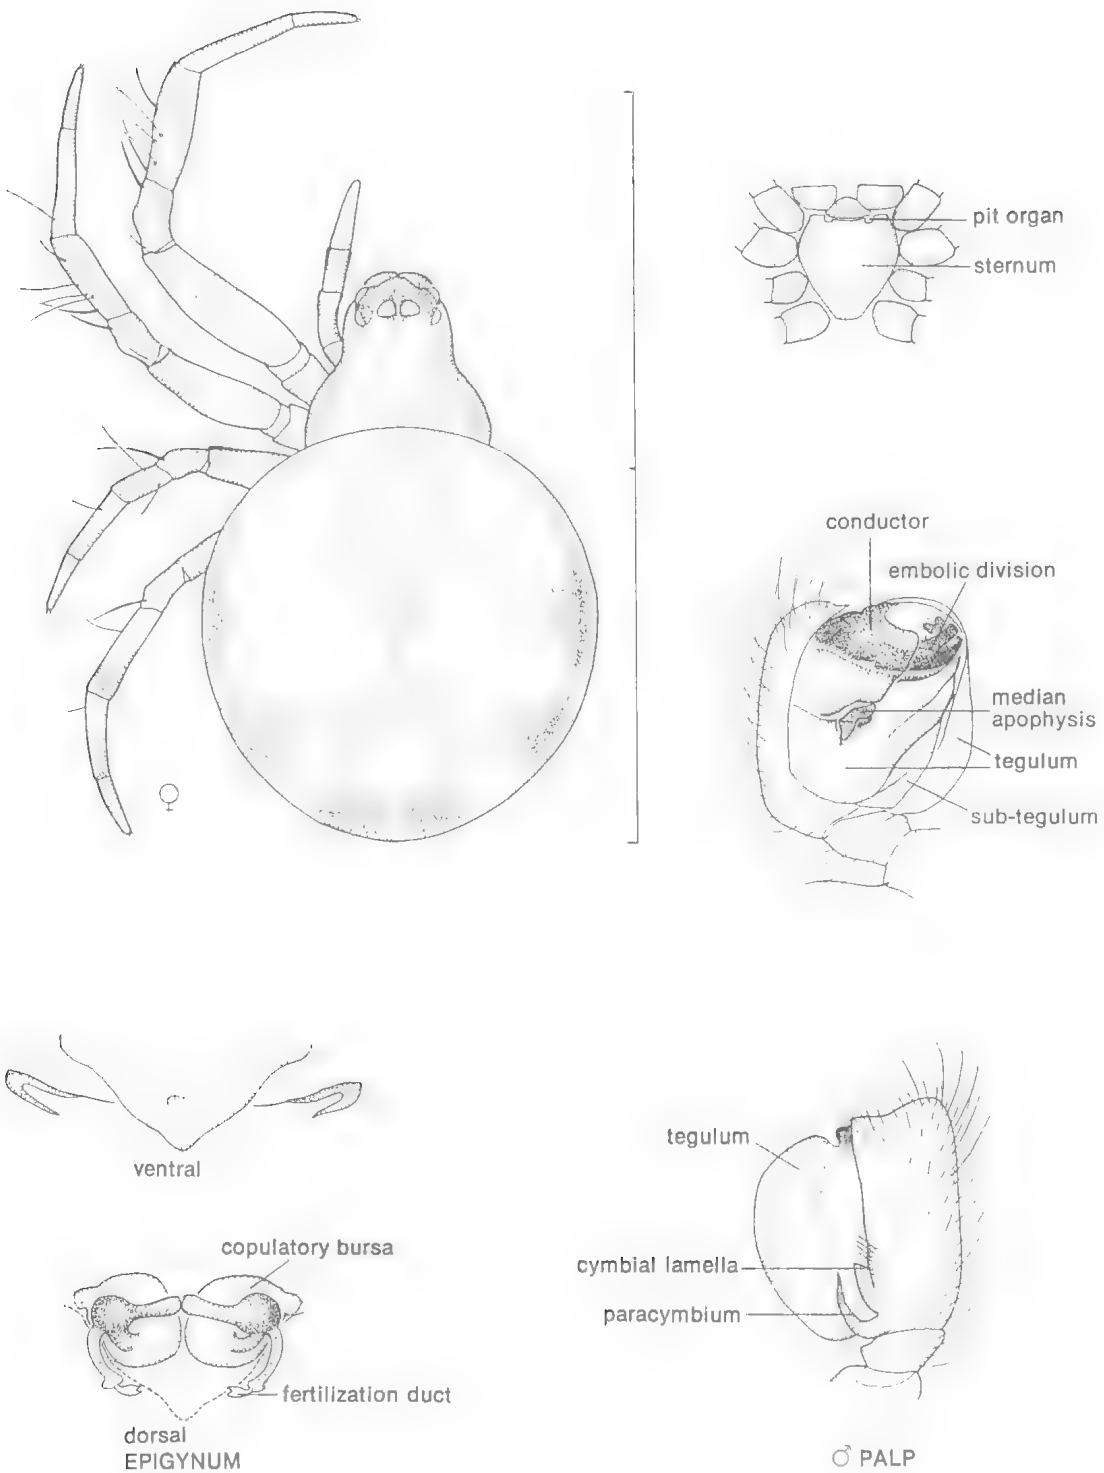 pit organ
sternum
conductor
embolic division
median
apophysis
tegulum
sub-tegulum
♀
ventral
copulatory bursa
fertilization duct
dorsal
EPIGYNUM
tegulum
cymbial lamella
paracymbium
♂ PALP